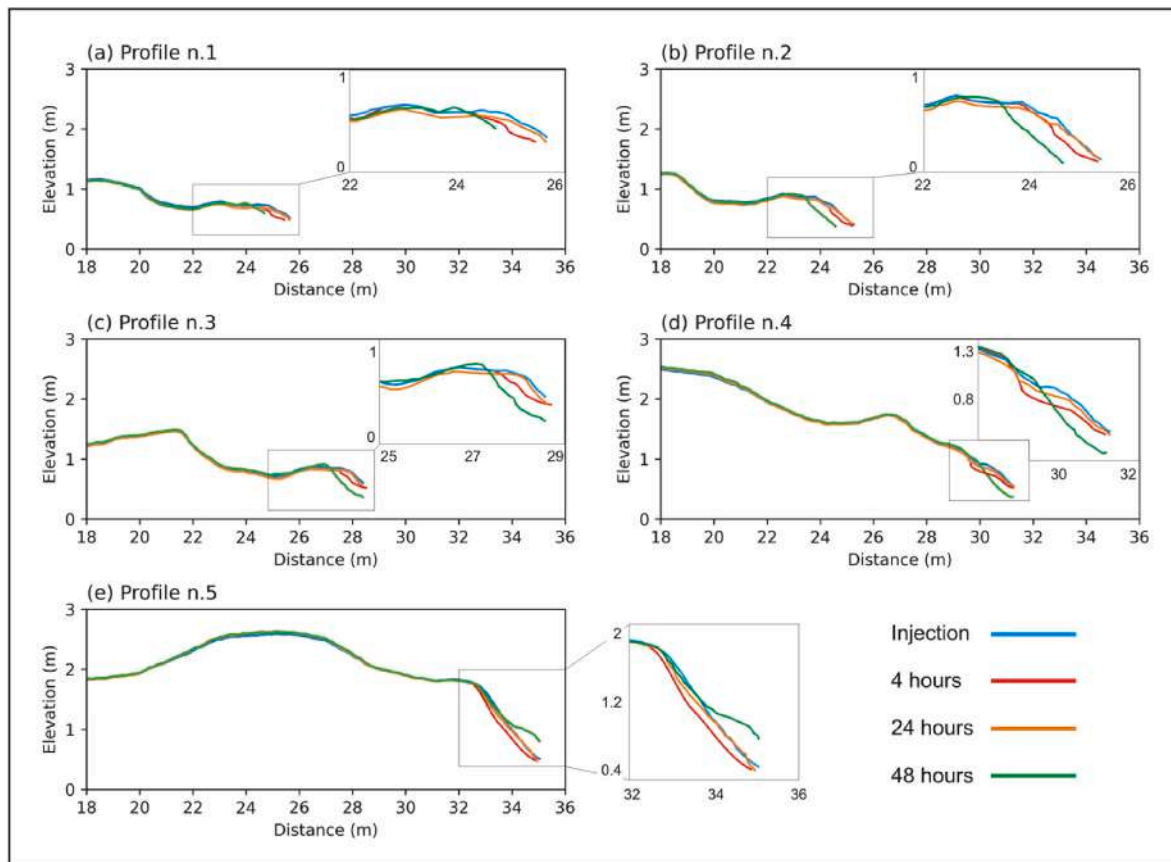 (a) Profile n.1
(b) Profile n.2
3
2
1
0
Elevation (m)
1
0
22
24
26
18 20 22 24 26 28 30 32 34 36
Distance (m)
3
2
1
0
Elevation (m)
1
0
22
24
26
18 20 22 24 26 28 30 32 34 36
Distance (m)
(c) Profile n.3
(d) Profile n.4
3
2
1
0
Elevation (m)
1
0
25
27
29
18 20 22 24 26 28 30 32 34 36
Distance (m)
3
2
1
0
Elevation (m)
1.3
0.8
30
32
18 20 22 24 26 28 30 32 34 36
Distance (m)
(e) Profile n.5
3
2
1
0
Elevation (m)
18 20 22 24 26 28 30 32 34 36
Distance (m)
2
1.2
0.4
32
34
36
Injection
4 hours
24 hours
48 hours